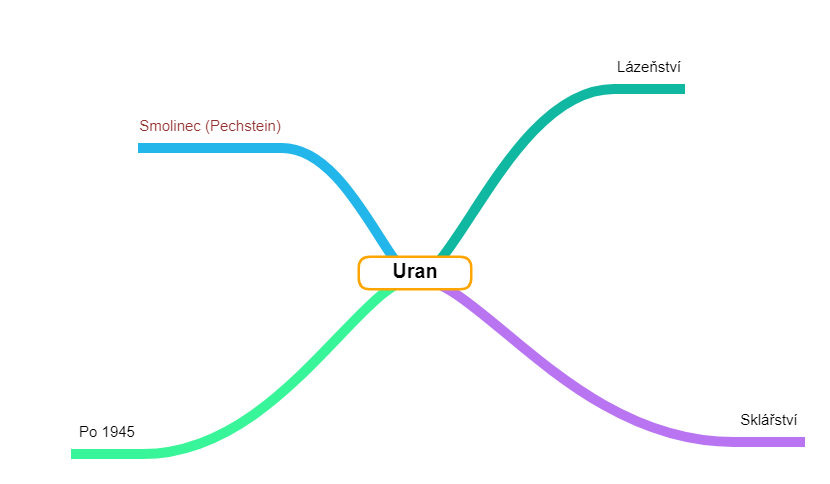 Lázeňství
Smolinec (Pechstein)
Uran
Sklářství
Po 1945